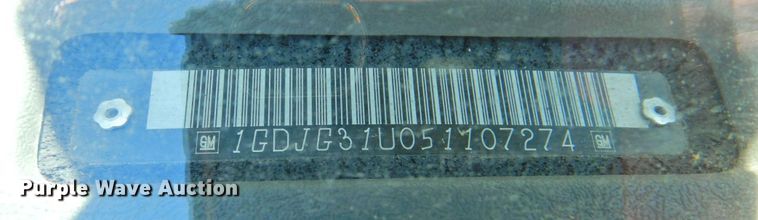 GM 1GDJG31U051107274 GM
Purple Wave Auction